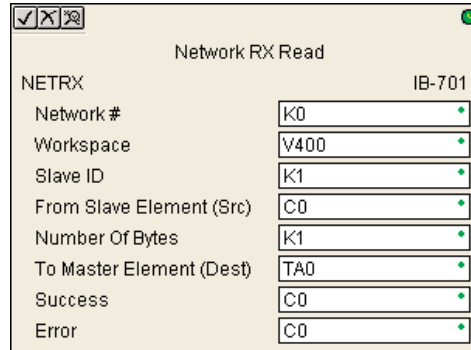 Network RX Read
NETRX IB-701
Network # K0
Workspace V400
Slave ID K1
From Slave Element (Src) C0
Number Of Bytes K1
To Master Element (Dest) TA0
Success C0
Error C0